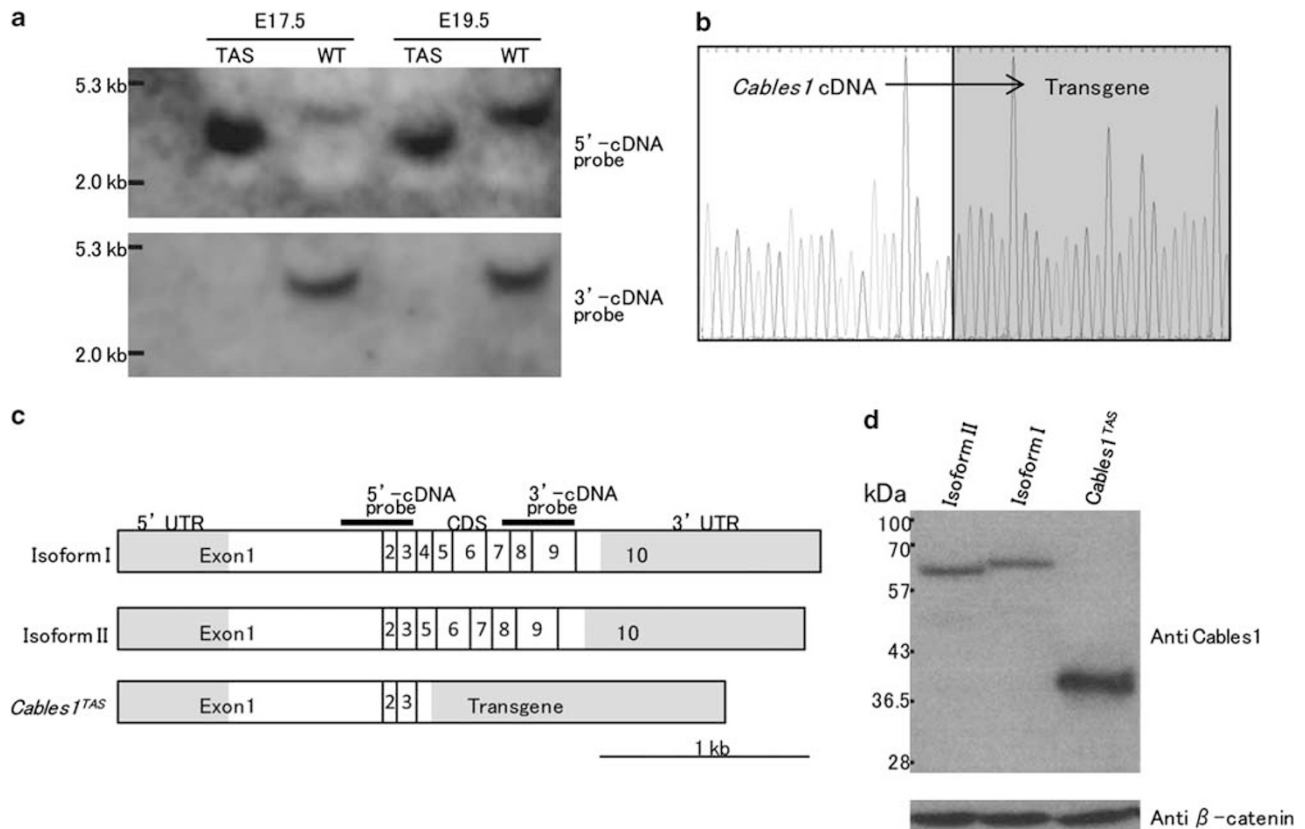 a
E17.5 E19.5
TAS WT TAS WT
5.3 kb
2.0 kb
5’-cDNA
probe
5.3 kb
2.0 kb
3’-cDNA
probe
b
Cables1 cDNA Transgene
c
5’-cDNA
probe
3’-cDNA
probe
5’ UTR CDS 3’ UTR
Isoform I Exon1 2 3 4 5 6 7 8 9 10
Isoform II Exon1 2 3 5 6 7 8 9 10
Cables1TAS Exon1 2 3 Transgene
1 kb
d
Isoform II Isoform I Cables1TAS
kDa
100
70
57
43
36.5
28
Anti Cables1
Anti β-catenin